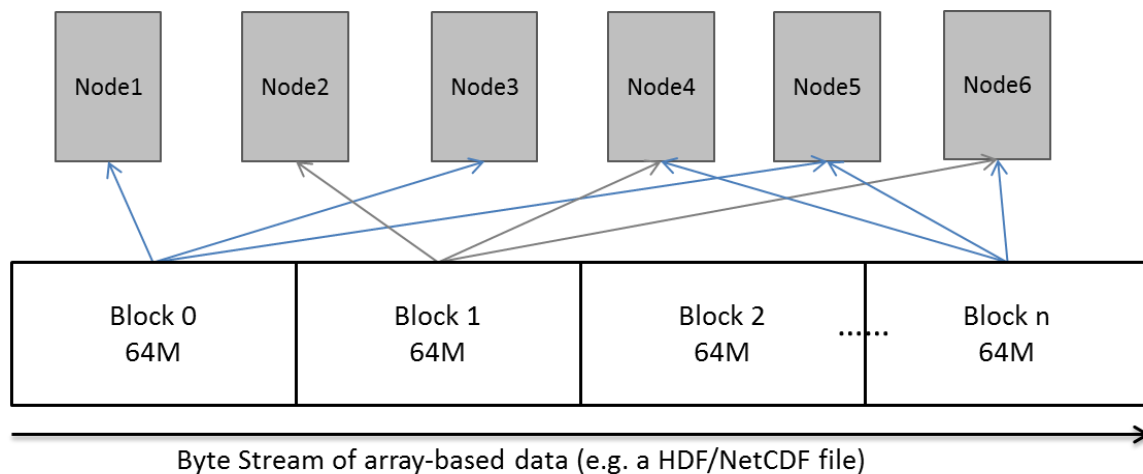 Node1 Node2 Node3 Node4 Node5 Node6
Block 0 Block 1 Block 2 ...... Block n
64M 64M 64M 64M
Byte Stream of array-based data (e.g. a HDF/NetCDF file)